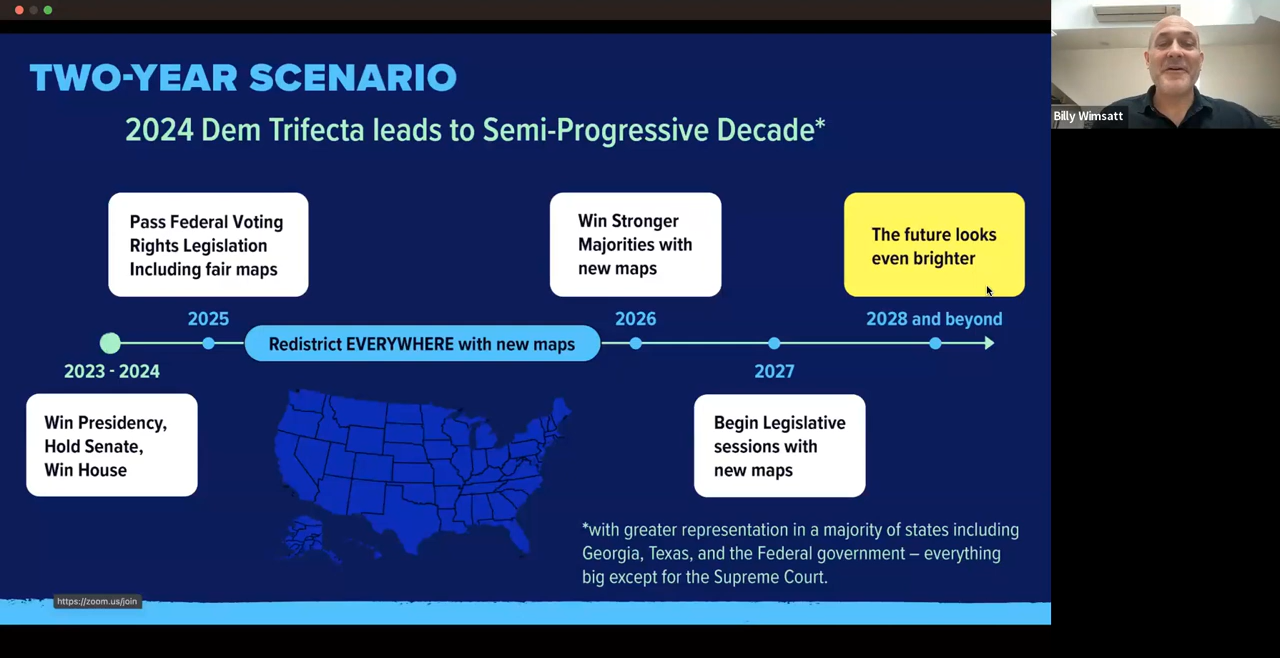 TWO-YEAR SCENARIO
2024 Dem Trifecta leads to Semi-Progressive Decade*
Billy Wimsatt
Pass Federal Voting
Rights Legislation
Including fair maps
Win Stronger
Majorities with
new maps
The future looks
even brighter
2025
2026
2028 and beyond
Redistrict EVERYWHERE with new maps
2023 - 2024
2027
Win Presidency,
Hold Senate,
Win House
Begin Legislative
sessions with
new maps
*with greater representation in a majority of states including
Georgia, Texas, and the Federal government – everything
big except for the Supreme Court.
https://zoom.us/join